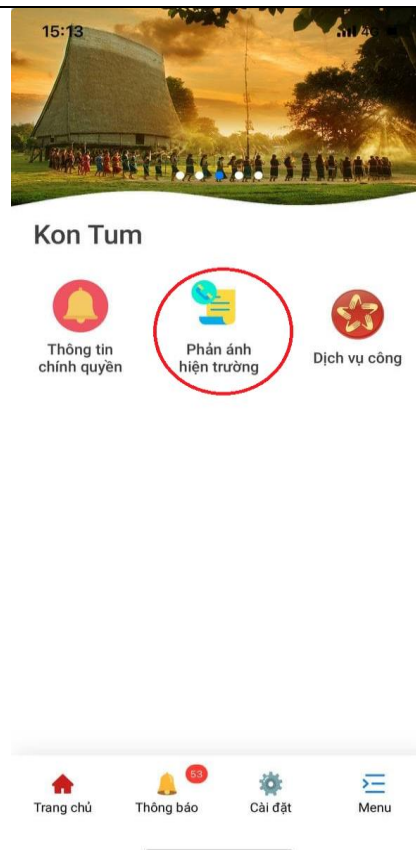 15:13
4G
Kon Tum
Thông tin
chính quyền
Phản ánh
hiện trường
Dịch vụ công
53
Trang chủ
Thông báo
Cài đặt
Menu